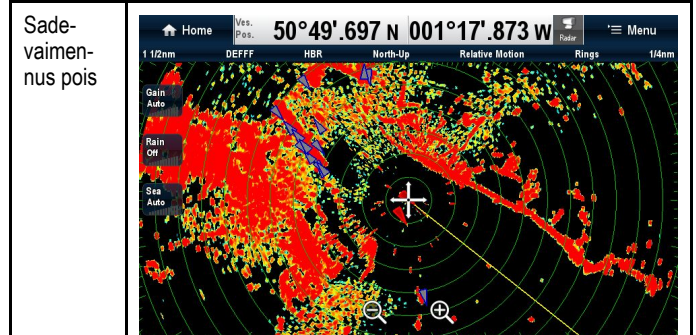 Sade-
vaimen-
nus pois
Home Ves. Pos. 50°49'.697 N 001°17'.873 W Radar Menu
1 1/2nm DEFFF HBR North-Up Relative Motion Rings 1/4nm
Gain
Auto
Rain
Off
Sea
Auto